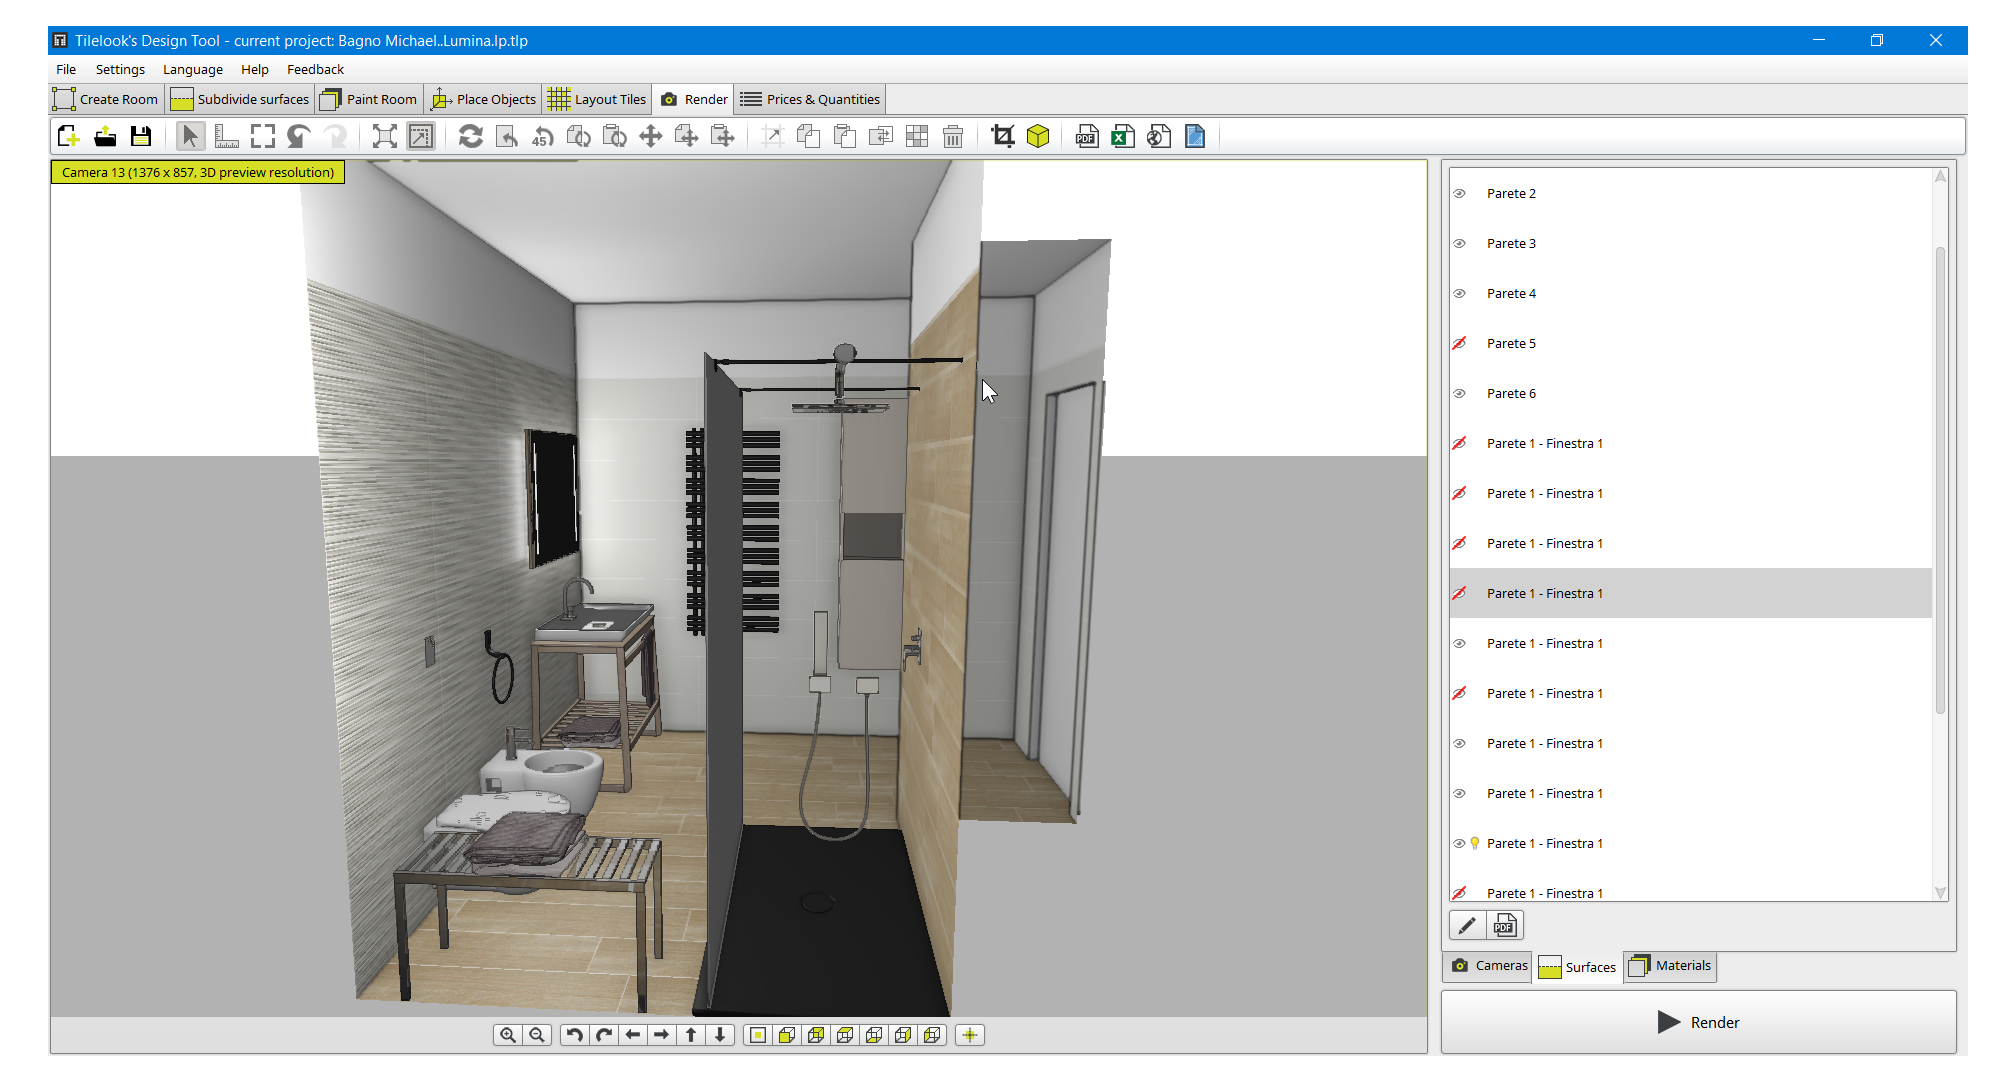 Tilelook's Design Tool - current project: Bagno Michael..Lumina.lp.tlp
File Settings Language Help Feedback
Create Room Subdivide surfaces Paint Room Place Objects Layout Tiles Render Prices & Quantities
45 PDF X
Camera 13 (1376 x 857, 3D preview resolution)
Parete 2
Parete 3
Parete 4
Parete 5
Parete 6
Parete 1 - Finestra 1
Parete 1 - Finestra 1
Parete 1 - Finestra 1
Parete 1 - Finestra 1
Parete 1 - Finestra 1
Parete 1 - Finestra 1
Parete 1 - Finestra 1
Parete 1 - Finestra 1
Parete 1 - Finestra 1
Parete 1 - Finestra 1
PDF
Cameras Surfaces Materials
Render